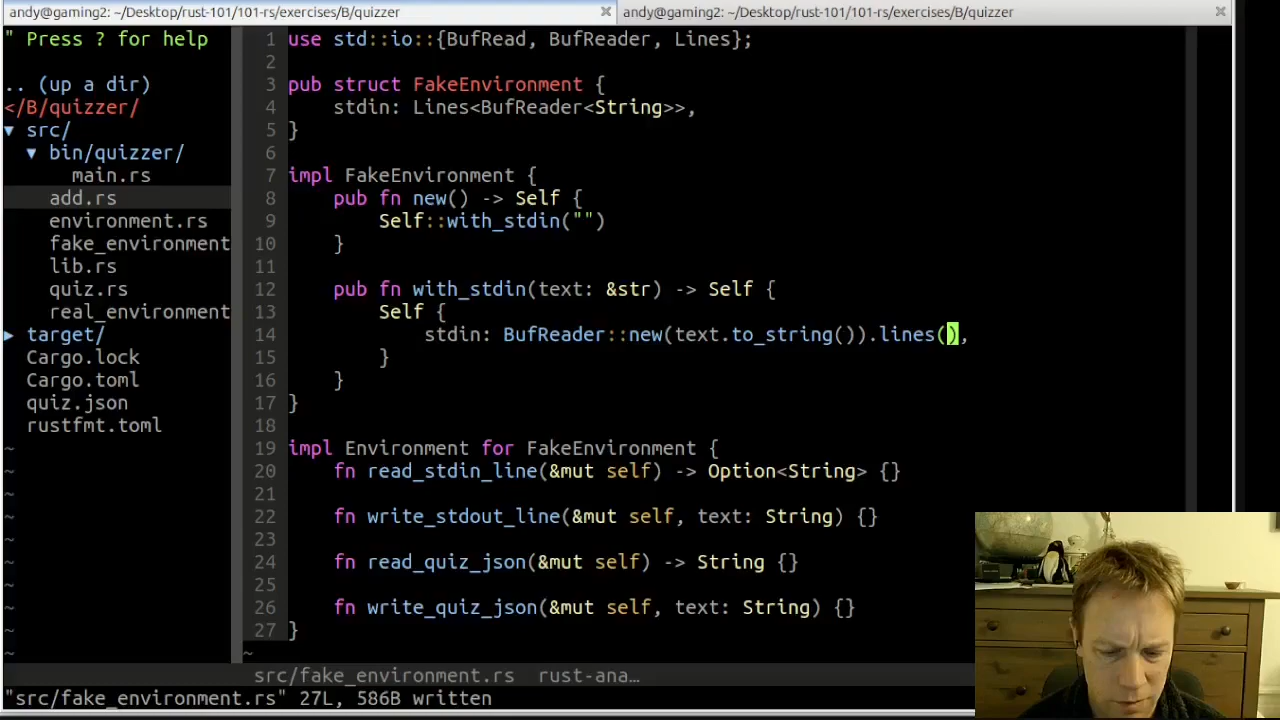 andy@gaming2: ~/Desktop/rust-101/101-rs/exercises/B/quizzer
andy@gaming2: ~/Desktop/rust-101/101-rs/exercises/B/quizzer
" Press ? for help
.. (up a dir)
</B/quizzer/
▼ src/
▼ bin/quizzer/
main.rs
add.rs
environment.rs
fake_environment
lib.rs
quiz.rs
real_environment
▶ target/
Cargo.lock
Cargo.toml
quiz.json
rustfmt.toml
~
~
~
~
~
~
~
~
~
~
1 use std::io::{BufRead, BufReader, Lines};
2
3 pub struct FakeEnvironment {
4 stdin: Lines<BufReader<String>>,
5 }
6
7 impl FakeEnvironment {
8 pub fn new() -> Self {
9 Self::with_stdin("")
10 }
11
12 pub fn with_stdin(text: &str) -> Self {
13 Self {
14 stdin: BufReader::new(text.to_string()).lines(),
15 }
16 }
17 }
18
19 impl Environment for FakeEnvironment {
20 fn read_stdin_line(&mut self) -> Option<String> {}
21
22 fn write_stdout_line(&mut self, text: String) {}
23
24 fn read_quiz_json(&mut self) -> String {}
25
26 fn write_quiz_json(&mut self, text: String) {}
27 }
~
src/fake_environment.rs rust-ana…
"src/fake_environment.rs" 27L, 586B written